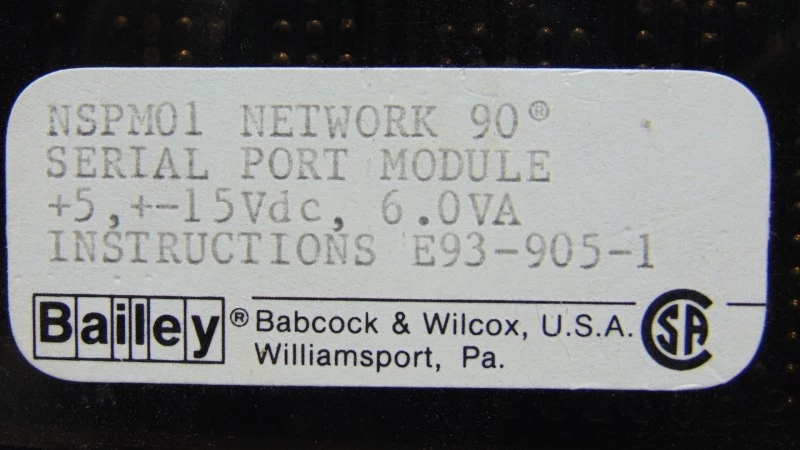 NSPM01 NETWORK 90®
SERIAL PORT MODULE
+5,+-15Vdc, 6.0VA
INSTRUCTIONS E93-905-1
Bailey® Babcock & Wilcox, U.S.A.
Williamsport, Pa.
SA